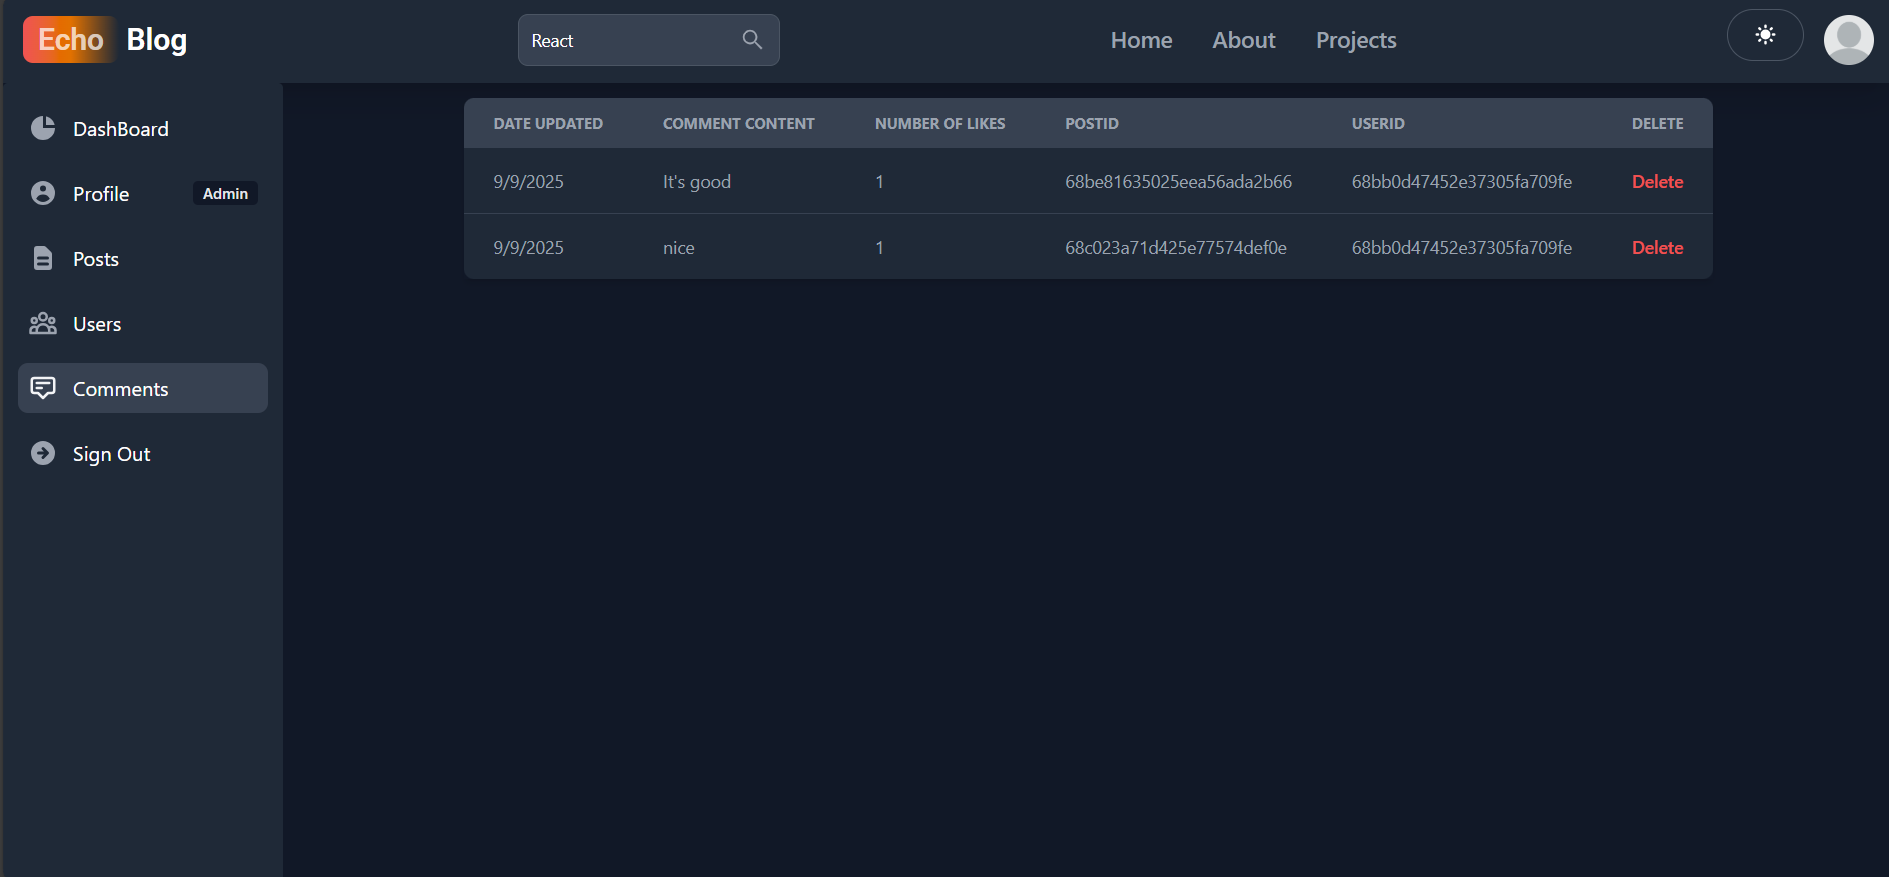 Echo Blog
React
Home About Projects
DashBoard
Profile Admin
Posts
Users
Comments
Sign Out
DATE UPDATED COMMENT CONTENT NUMBER OF LIKES POSTID USERID DELETE
9/9/2025 It's good 1 68be81635025eea56ada2b66 68bb0d47452e37305fa709fe Delete
9/9/2025 nice 1 68c023a71d425e77574def0e 68bb0d47452e37305fa709fe Delete